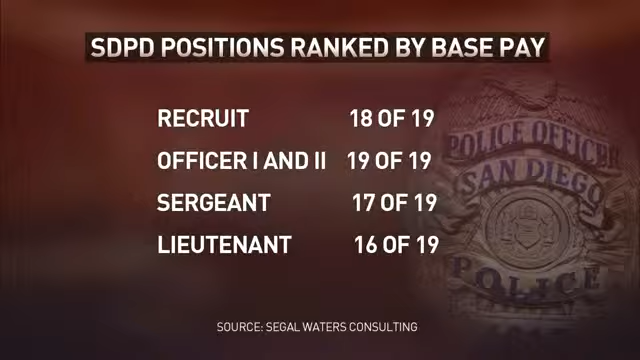 SDPD POSITIONS RANKED BY BASE PAY
RECRUIT 18 OF 19
OFFICER I AND II 19 OF 19
SERGEANT 17 OF 19
LIEUTENANT 16 OF 19
POLICE OFFICER
SAN DIEGO
POLICE
SOURCE: SEGAL WATERS CONSULTING